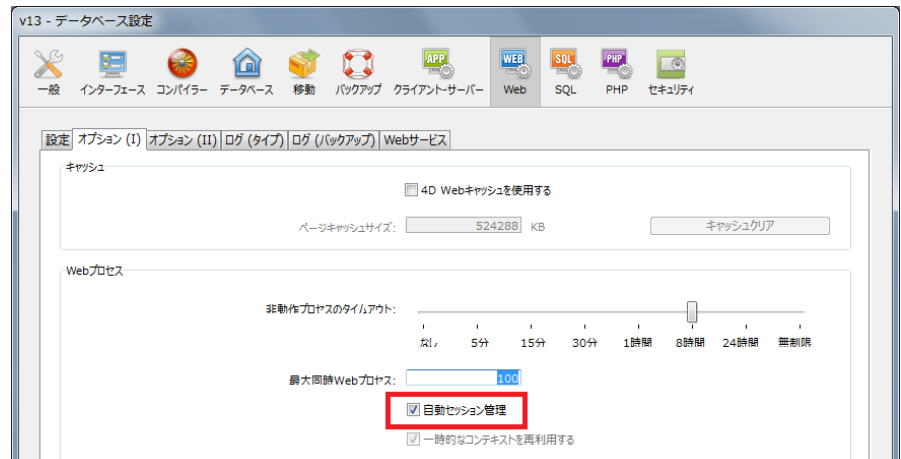 v13 - データベース設定
APP WEB SQL PHP
一般 インターフェース コンパイラー データベース 移動 バックアップ クライアント-サーバー Web SQL PHP セキュリティ
設定 オプション (I) オプション (II) ログ (タイプ) ログ (バックアップ) Webサービス
キャッシュ
4D Webキャッシュを使用する
ページキャッシュサイズ: 524288 KB キャッシュクリア
Webプロセス
非動作プロセスのタイムアウト:
なし 5分 15分 30分 1時間 8時間 24時間 無制限
最大同時Webプロセス: 100
自動セッション管理
一時的なコンテキストを再利用する